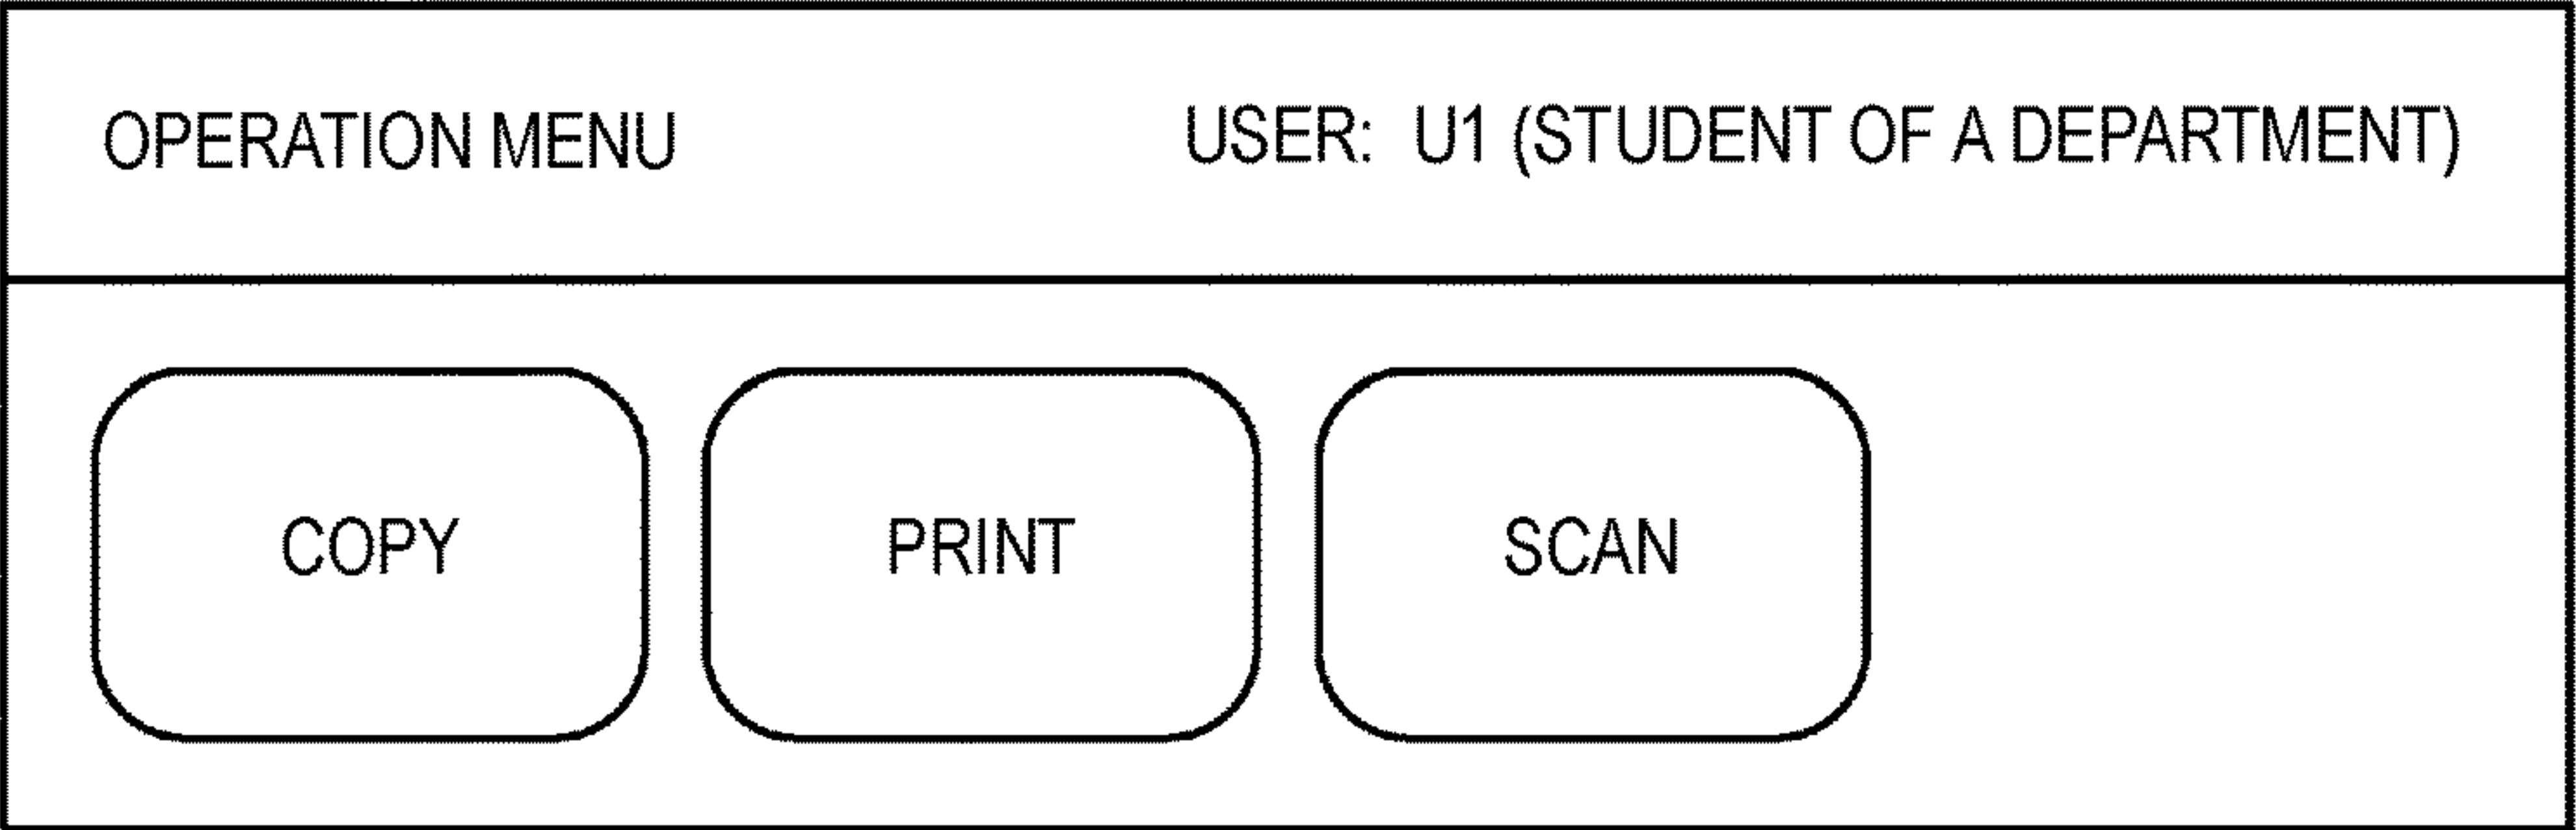 OPERATION MENU
USER: U1 (STUDENT OF A DEPARTMENT)
COPY
PRINT
SCAN